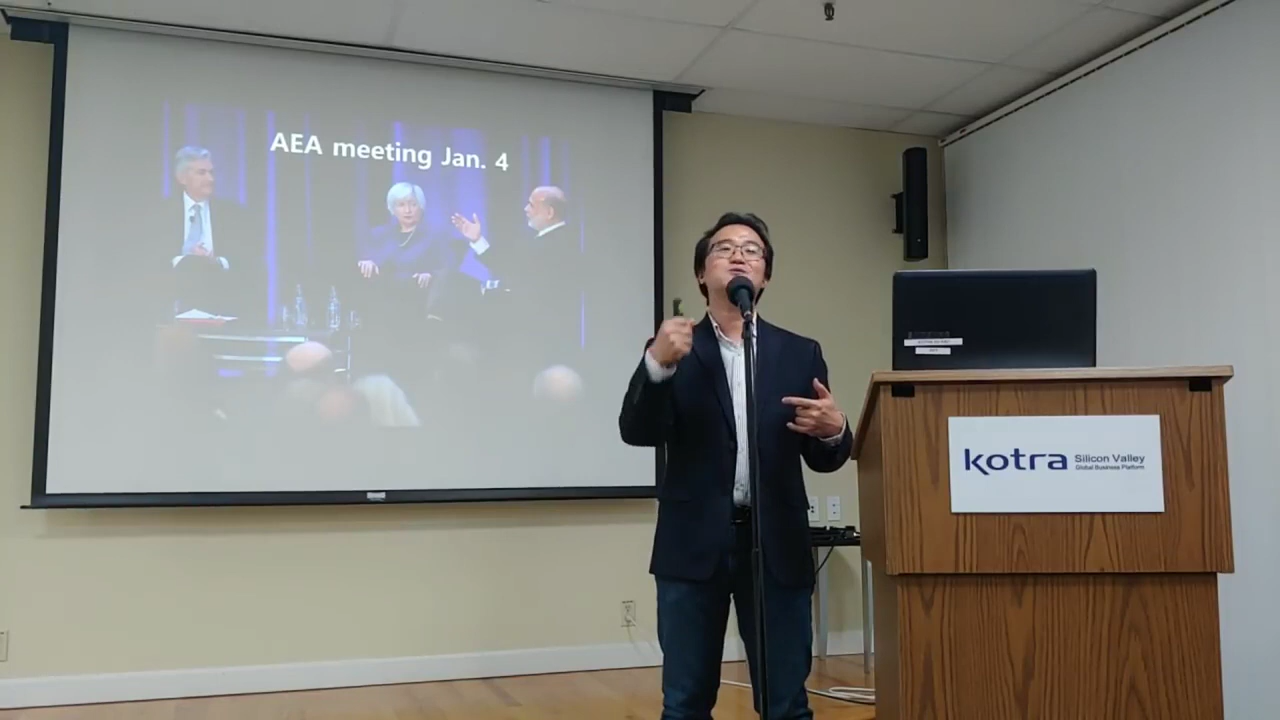 AEA meeting Jan. 4
kotra Silicon Valley
Global Business Platform